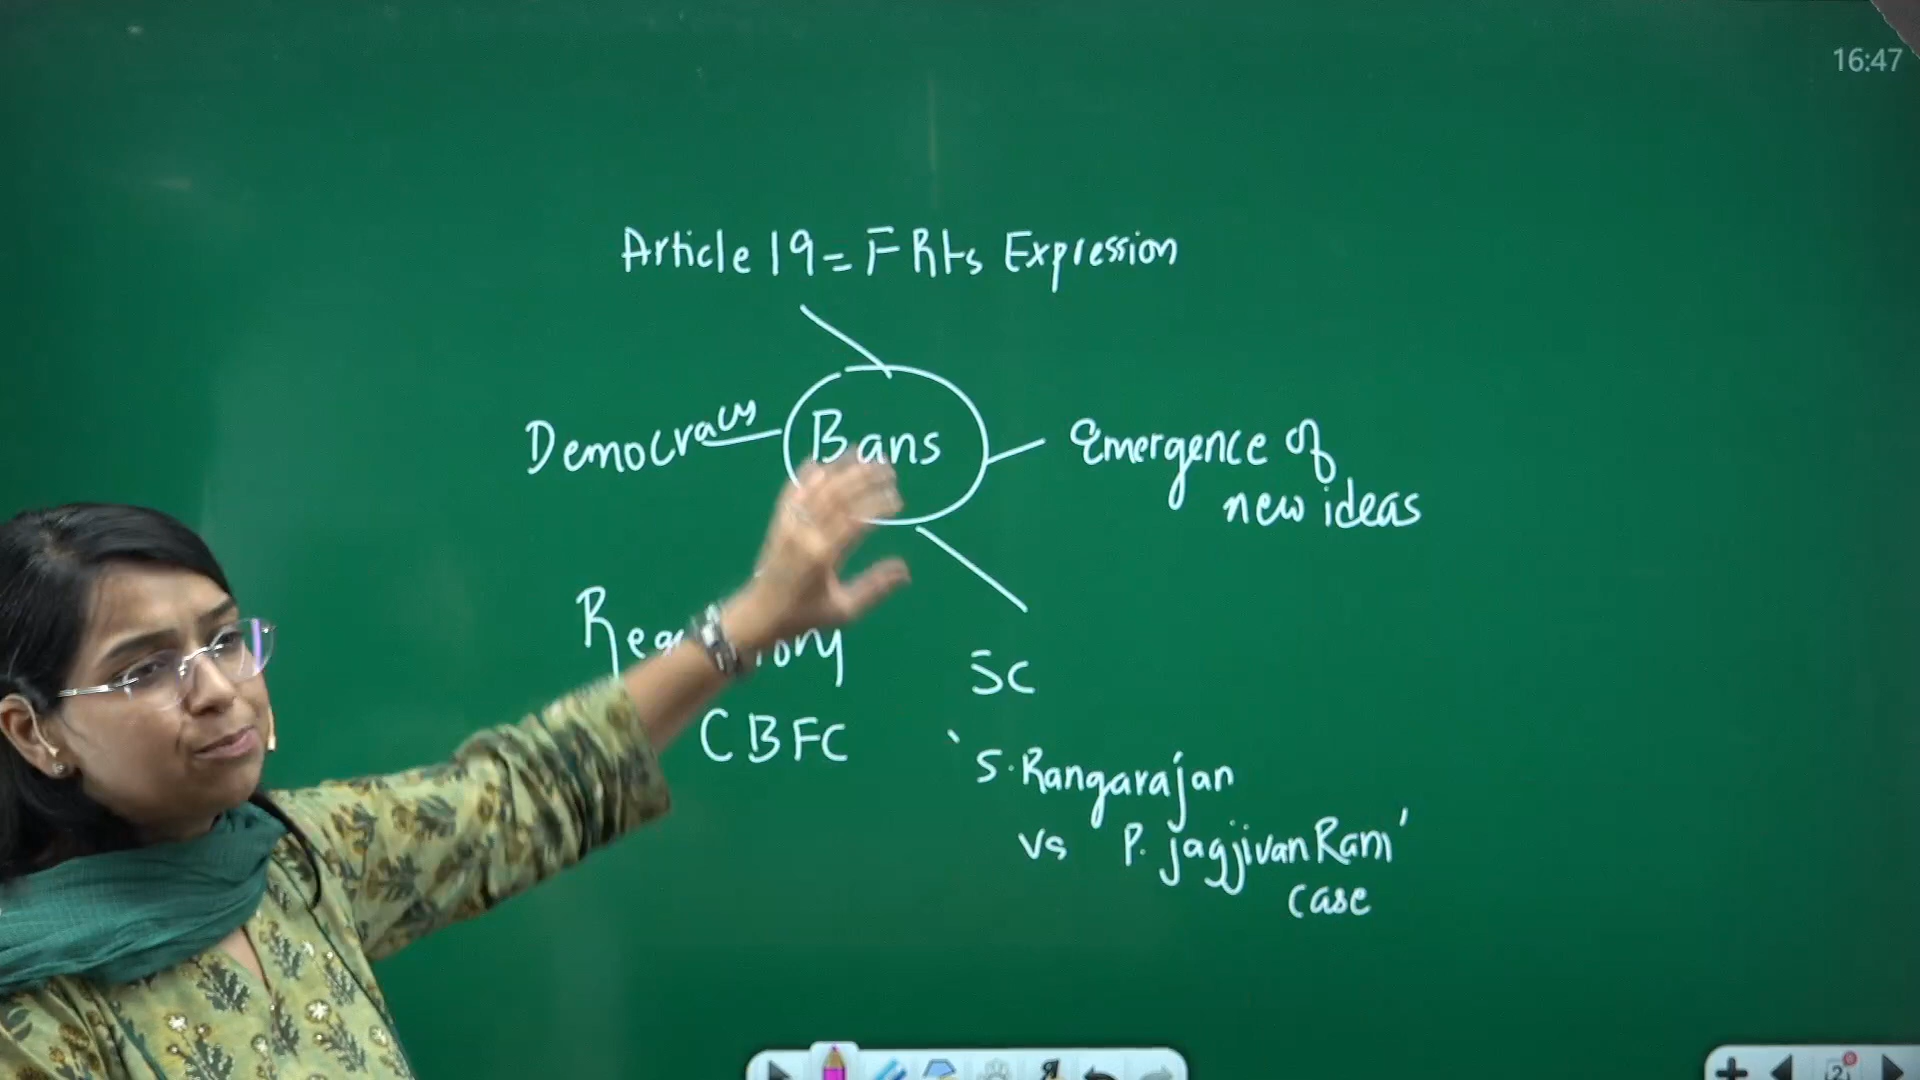 16:47
Article 19 = F Rts Expression
Democracy
Bans
Emergence of
new ideas
SC
CBFC
'S. Rangarajan
vs P. Jagjivan Ram'
case